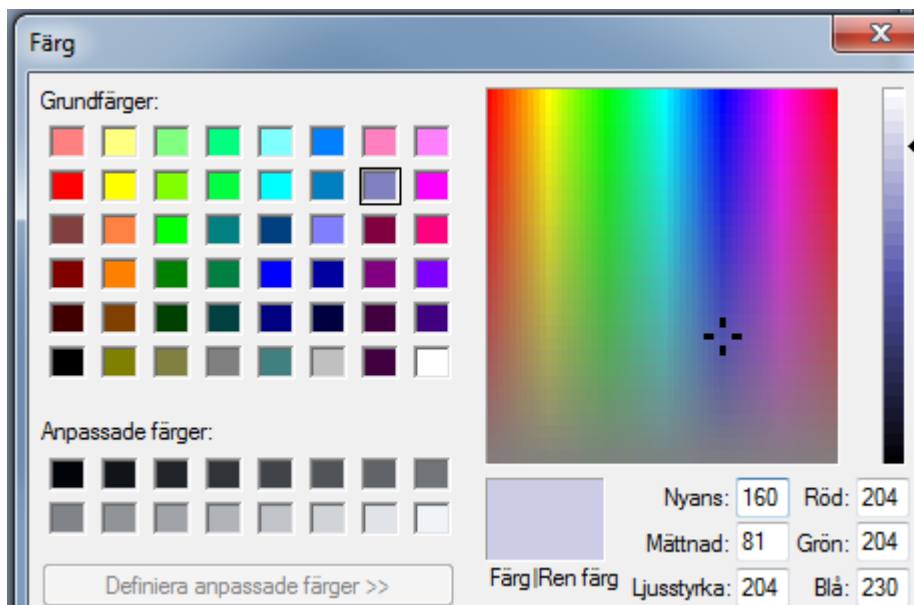 Färg
Grundfärger:
Anpassade färger:
Nyans: 160 Röd: 204
Mättnad: 81 Grön: 204
Färg|Ren färg Ljusstyrka: 204 Blå: 230
Definiera anpassade färger >>